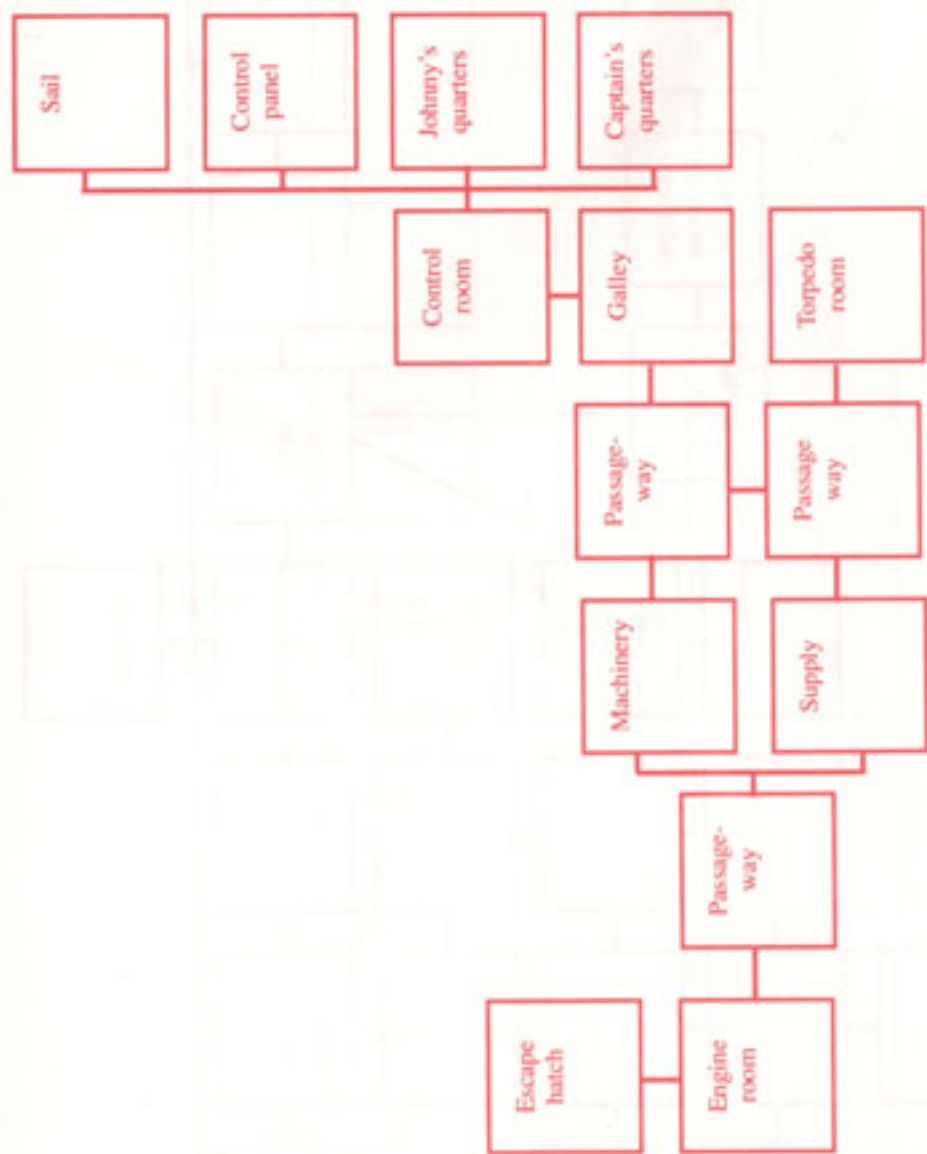 Sail
Control
panel
Control
room
Johnny's
quarters
Escape
hatch
Machinery
Passage-
way
Galley
Captain's
quarters
Engine
room
Passage-
way
Supply
Passage
way
Torpedo
room